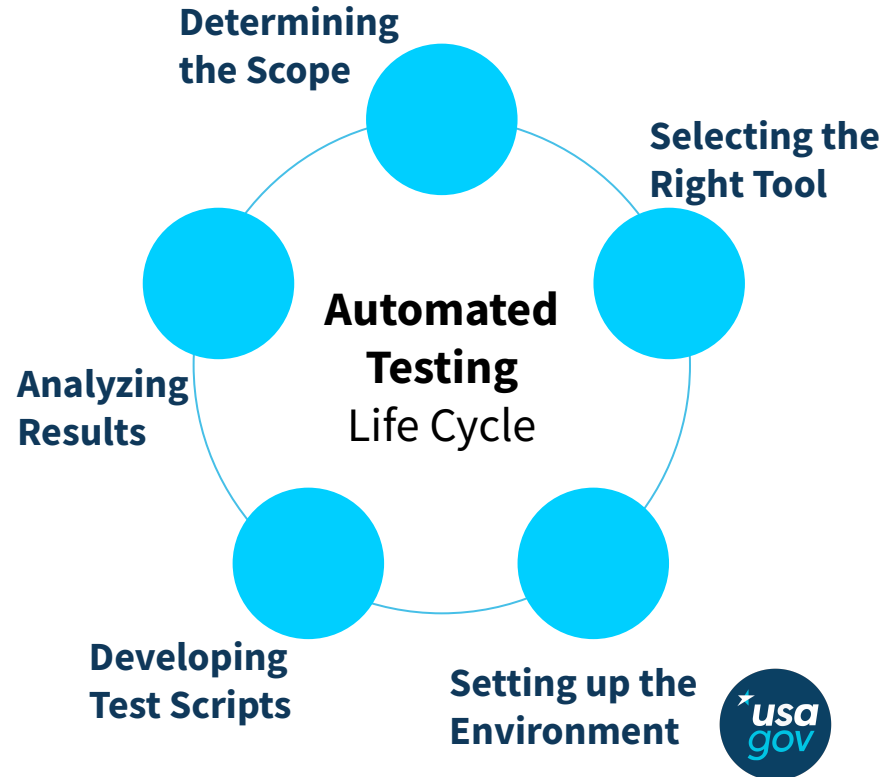 Determining
the Scope
Selecting the
Right Tool
Automated
Testing
Life Cycle
Analyzing
Results
Developing
Test Scripts
Setting up the
Environment
usa
gov